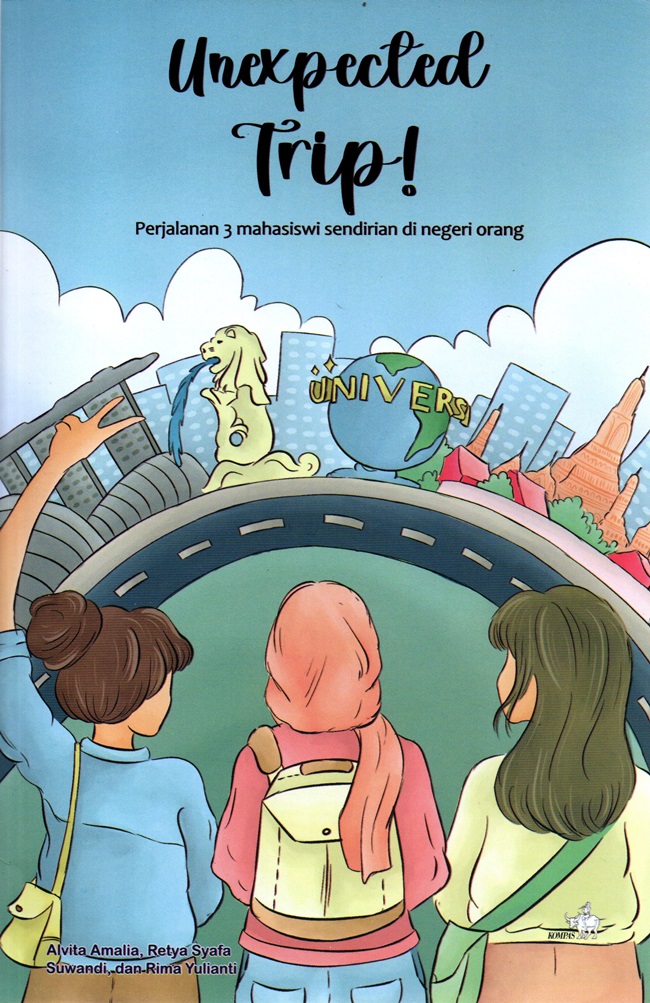 Unexpected
Trip!
Perjalanan 3 mahasiswi sendirian di negeri orang
UNIVERS
Alvita Amalia, Retya Syafa
Suwandi, dan Rima Yulianti
KOMPAS